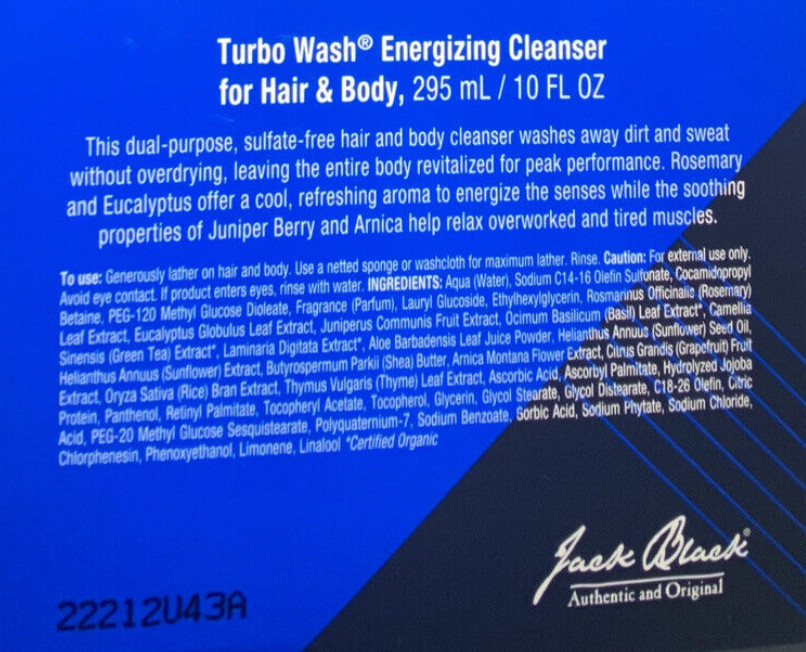 Turbo Wash® Energizing Cleanser
for Hair & Body, 295 mL / 10 FL OZ
This dual-purpose, sulfate-free hair and body cleanser washes away dirt and sweat
without overdrying, leaving the entire body revitalized for peak performance. Rosemary
and Eucalyptus offer a cool, refreshing aroma to energize the senses while the soothing
properties of Juniper Berry and Arnica help relax overworked and tired muscles.
To use: Generously lather on hair and body. Use a netted sponge or washcloth for maximum lather. Rinse. Caution: For external use only.
Avoid eye contact. If product enters eyes, rinse with water. INGREDIENTS: Aqua (Water), Sodium C14-16 Olefin Sulfonate, Cocamidopropyl
Betaine, PEG-120 Methyl Glucose Dioleate, Fragrance (Parfum), Lauryl Glucoside, Ethylhexylglycerin, Rosmarinus Officinalis (Rosemary)
Leaf Extract, Eucalyptus Globulus Leaf Extract, Juniperus Communis Fruit Extract, Ocimum Basilicum (Basil) Leaf Extract*, Camellia
Sinensis (Green Tea) Extract*, Laminaria Digitata Extract*, Aloe Barbadensis Leaf Juice Powder, Helianthus Annuus (Sunflower) Seed Oil,
Helianthus Annuus (Sunflower) Extract, Butyrospermum Parkii (Shea) Butter, Arnica Montana Flower Extract, Citrus Grandis (Grapefruit) Fruit
Extract, Oryza Sativa (Rice) Bran Extract, Thymus Vulgaris (Thyme) Leaf Extract, Ascorbic Acid, Ascorbyl Palmitate, Hydrolyzed Jojoba
Protein, Panthenol, Retinyl Palmitate, Tocopheryl Acetate, Tocopherol, Glycerin, Glycol Stearate, Glycol Distearate, C18-26 Olefin, Citric
Acid, PEG-20 Methyl Glucose Sesquistearate, Polyquaternium-7, Sodium Benzoate, Sorbic Acid, Sodium Phytate, Sodium Chloride,
Chlorphenesin, Phenoxyethanol, Limonene, Linalool *Certified Organic
Jack Black®
Authentic and Original
22212U43A